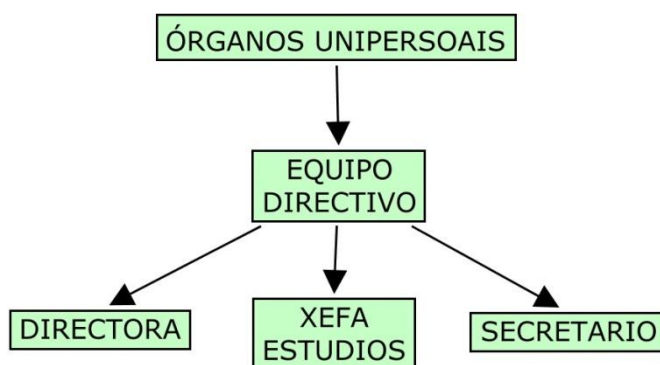 ÓRGANOS UNIPERSOAIS
EQUIPO
DIRECTIVO
DIRECTORA
XEFA
ESTUDIOS
SECRETARIO